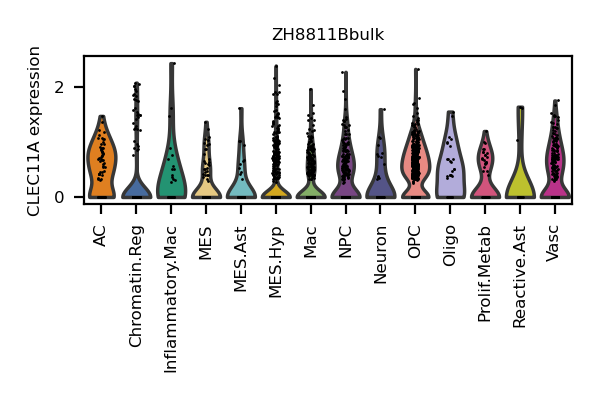 ZH8811Bbulk
CLEC11A expression
2
0
AC
Chromatin.Reg
Inflammatory.Mac
MES
MES.Ast
MES.Hyp
Mac
NPC
Neuron
OPC
Oligo
Prolif.Metab
Reactive.Ast
Vasc